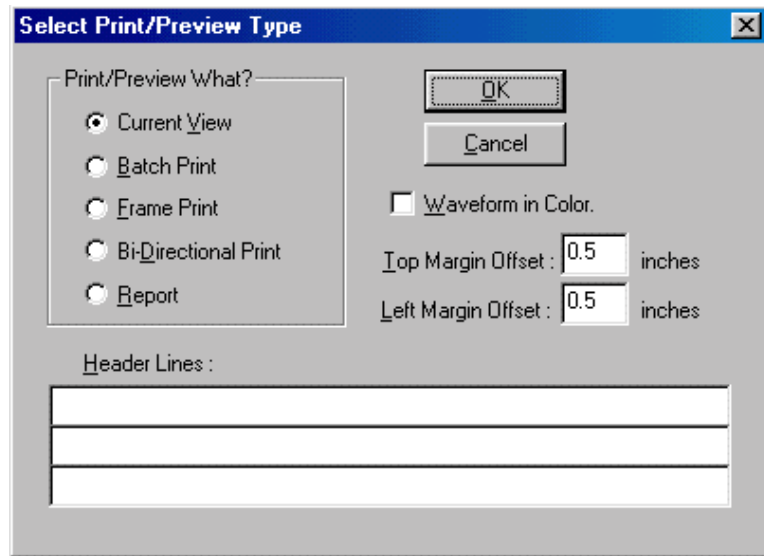 Select Print/Preview Type
Print/Preview What?
Current View
Batch Print
Frame Print
Bi-Directional Print
Report
OK
Cancel
Waveform in Color.
Top Margin Offset : 0.5 inches
Left Margin Offset : 0.5 inches
Header Lines :